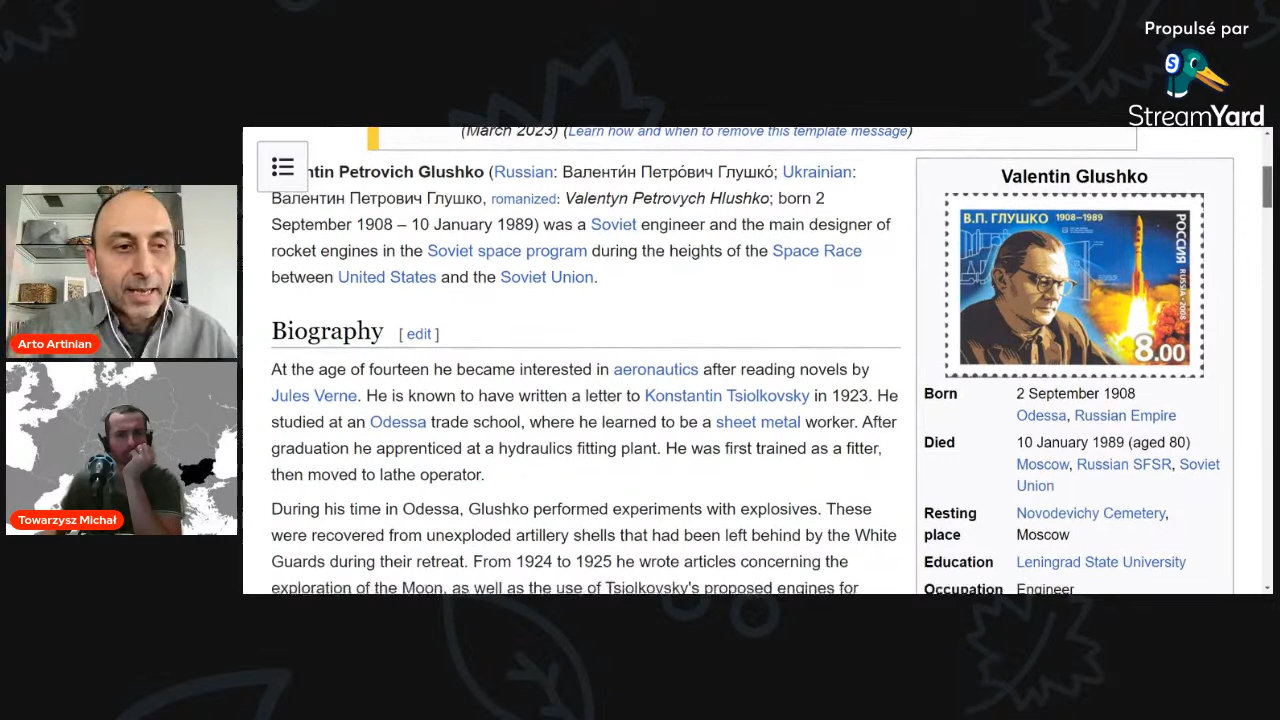 Propulsé par
StreamYard
(March 2023) (Learn how and when to remove this template message)
ntin Petrovich Glushko (Russian: Валенти́н Петро́вич Глушко́; Ukrainian:
Валентин Петрович Глушко, romanized: Valentyn Petrovych Hlushko; born 2
September 1908 – 10 January 1989) was a Soviet engineer and the main designer of
rocket engines in the Soviet space program during the heights of the Space Race
between United States and the Soviet Union.
Biography [ edit ]
At the age of fourteen he became interested in aeronautics after reading novels by
Jules Verne. He is known to have written a letter to Konstantin Tsiolkovsky in 1923. He
studied at an Odessa trade school, where he learned to be a sheet metal worker. After
graduation he apprenticed at a hydraulics fitting plant. He was first trained as a fitter,
then moved to lathe operator.
During his time in Odessa, Glushko performed experiments with explosives. These
were recovered from unexploded artillery shells that had been left behind by the White
Guards during their retreat. From 1924 to 1925 he wrote articles concerning the
exploration of the Moon, as well as the use of Tsiolkovsky's proposed engines for
Valentin Glushko
В.П. ГЛУШКО 1908–1989
РОССИЯ
RUSSIA • 2008
8.00
Born 2 September 1908
Odessa, Russian Empire
Died 10 January 1989 (aged 80)
Moscow, Russian SFSR, Soviet
Union
Resting Novodevichy Cemetery,
place Moscow
Education Leningrad State University
Occupation Engineer
Arto Artinian
Towarzysz Michał